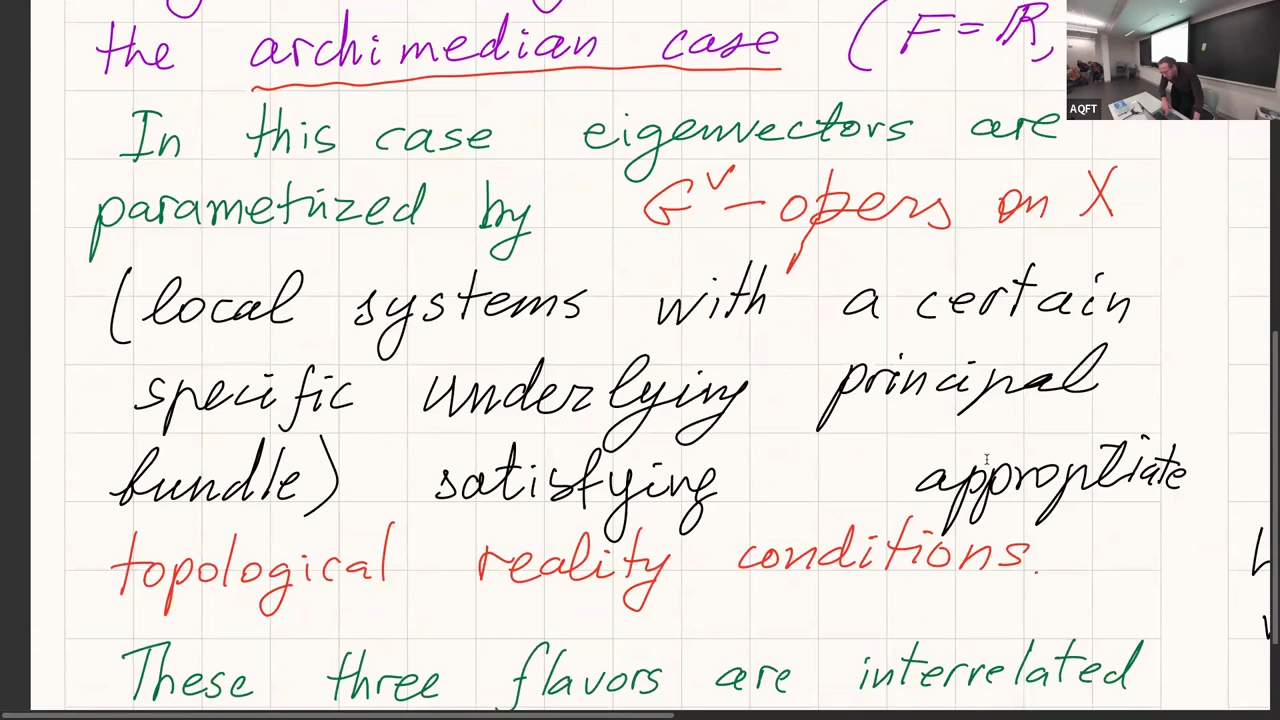 the archimedian case (F=ℝ,
AQFT
In this case eigenvectors are
parametrized by G^∨-opers on X
(local systems with a certain
specific underlying principal
bundle) satisfying appropriate
topological reality conditions.
These three flavors are interrelated